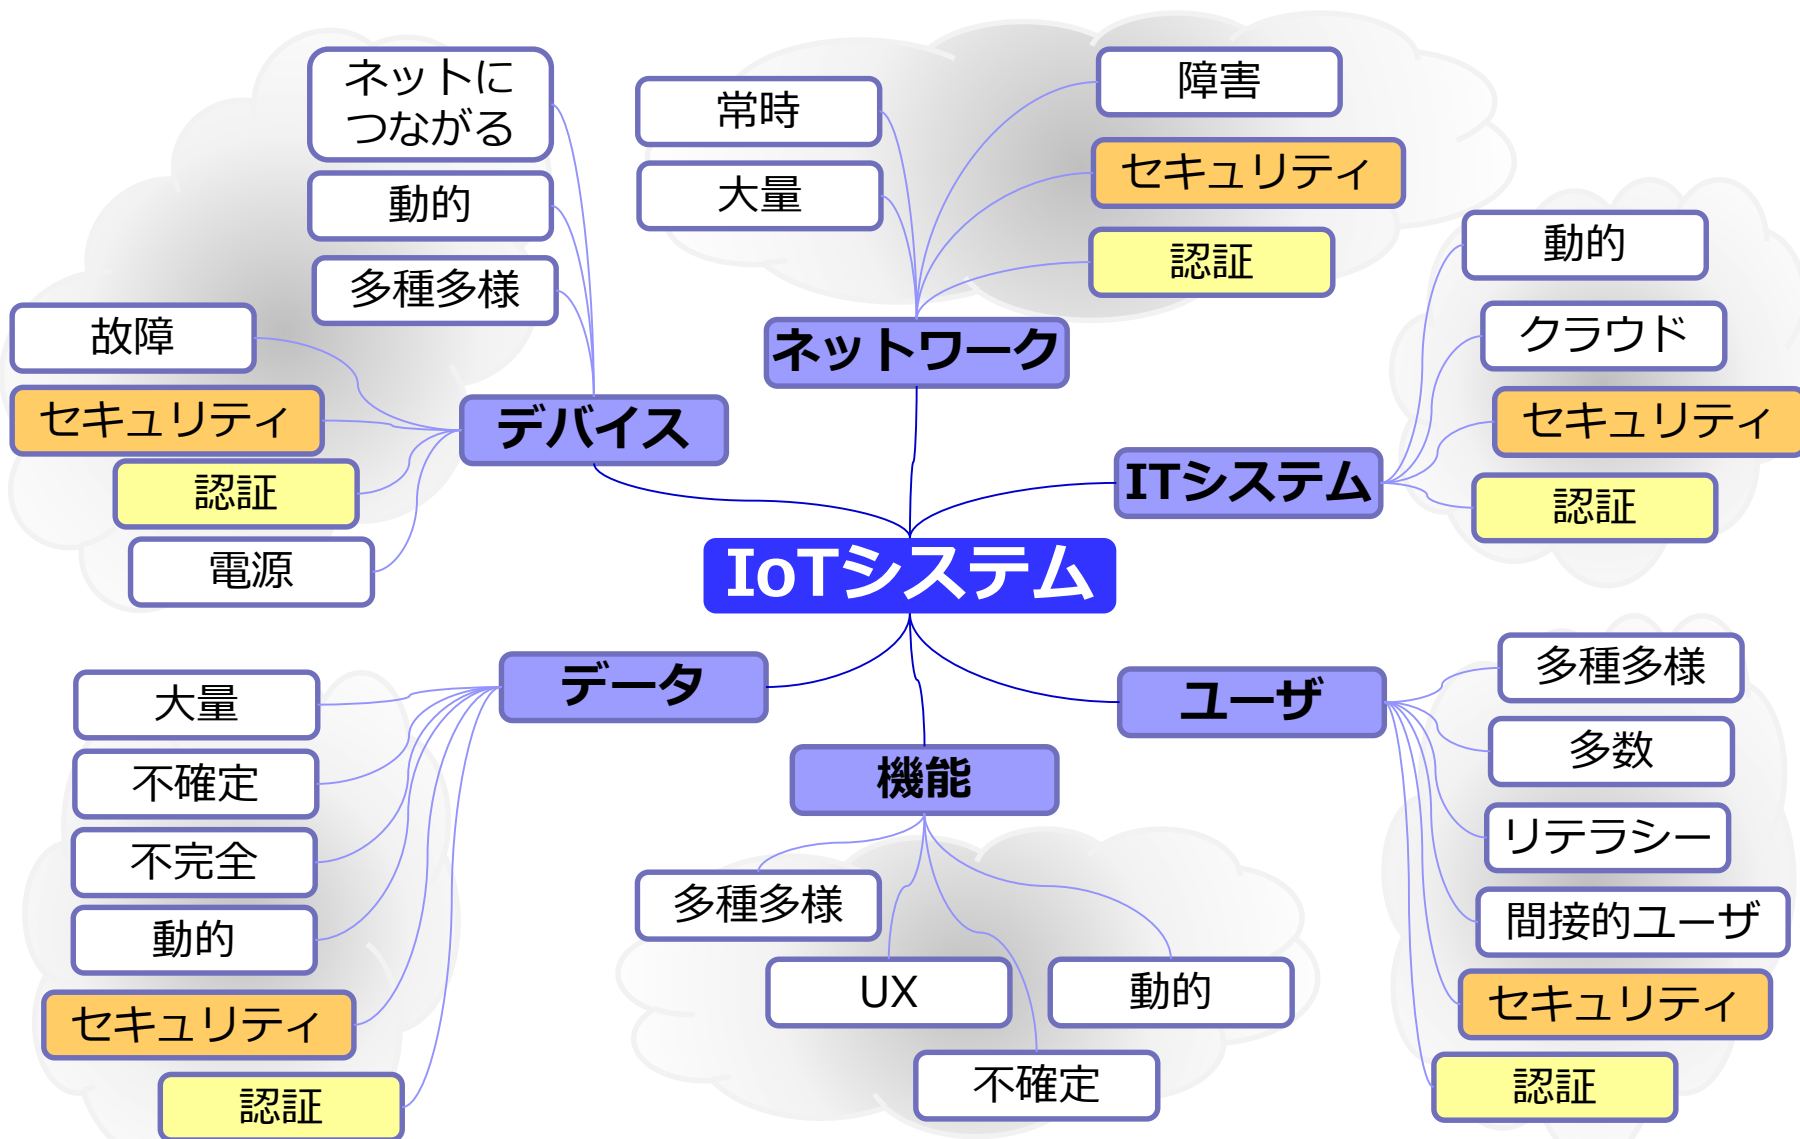 ネットに
つながる
動的
多種多様
故障
セキュリティ
認証
電源
デバイス
常時
大量
障害
セキュリティ
認証
ネットワーク
動的
クラウド
セキュリティ
認証
ITシステム
IoTシステム
データ
大量
不確定
不完全
動的
セキュリティ
認証
機能
多種多様
UX
動的
不確定
ユーザ
多種多様
多数
リテラシー
間接的ユーザ
セキュリティ
認証